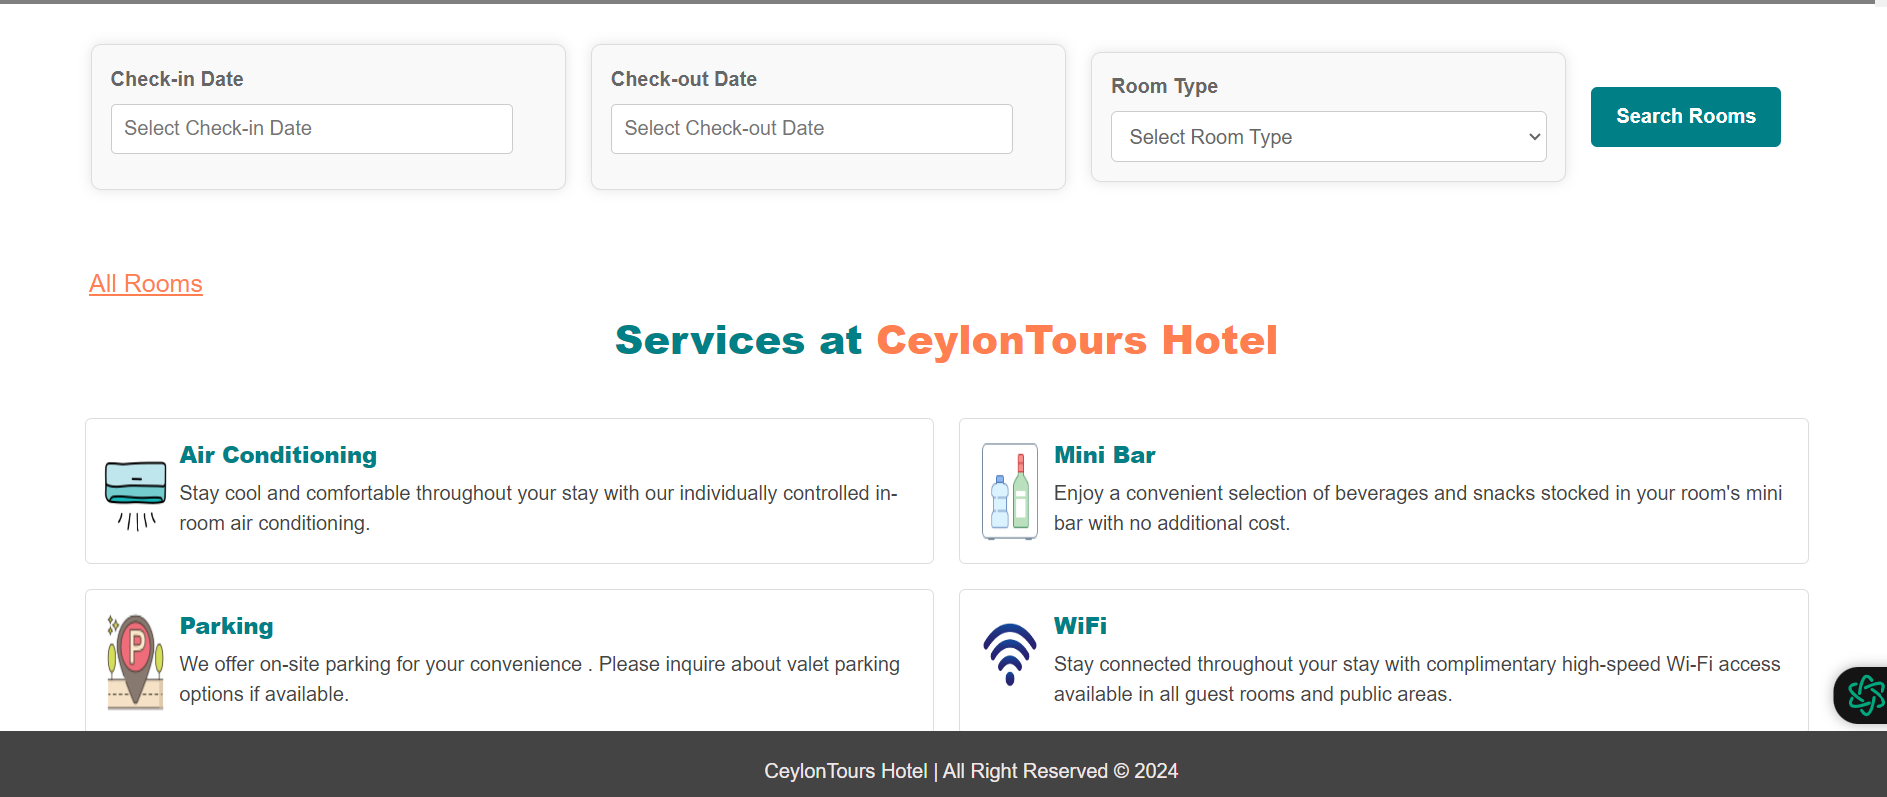 Check-in Date
Select Check-in Date
Check-out Date
Select Check-out Date
Room Type
Select Room Type
Search Rooms
All Rooms
Services at CeylonTours Hotel
Air Conditioning
Stay cool and comfortable throughout your stay with our individually controlled in-
room air conditioning.
Mini Bar
Enjoy a convenient selection of beverages and snacks stocked in your room's mini
bar with no additional cost.
P
Parking
We offer on-site parking for your convenience . Please inquire about valet parking
options if available.
WiFi
Stay connected throughout your stay with complimentary high-speed Wi-Fi access
available in all guest rooms and public areas.
CeylonTours Hotel | All Right Reserved © 2024